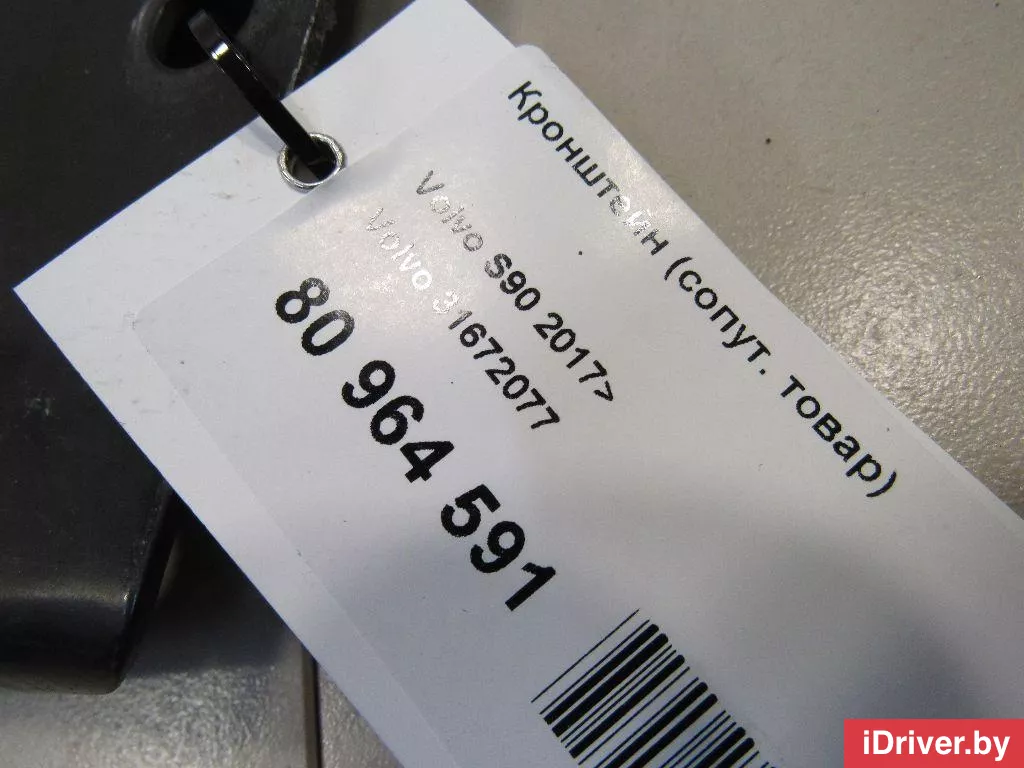 Кронштейн (сопут. товар)
Volvo S90 2017>
Volvo 31672077
80 964 591
iDriver.by